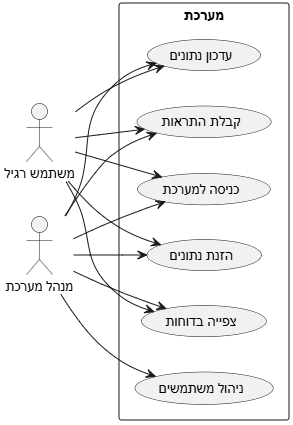 מערכת
עדכון נתונים
קבלת התראות
משתמש רגיל
כניסה למערכת
הזנת נתונים
מנהל מערכת
צפייה בדוחות
ניהול משתמשים